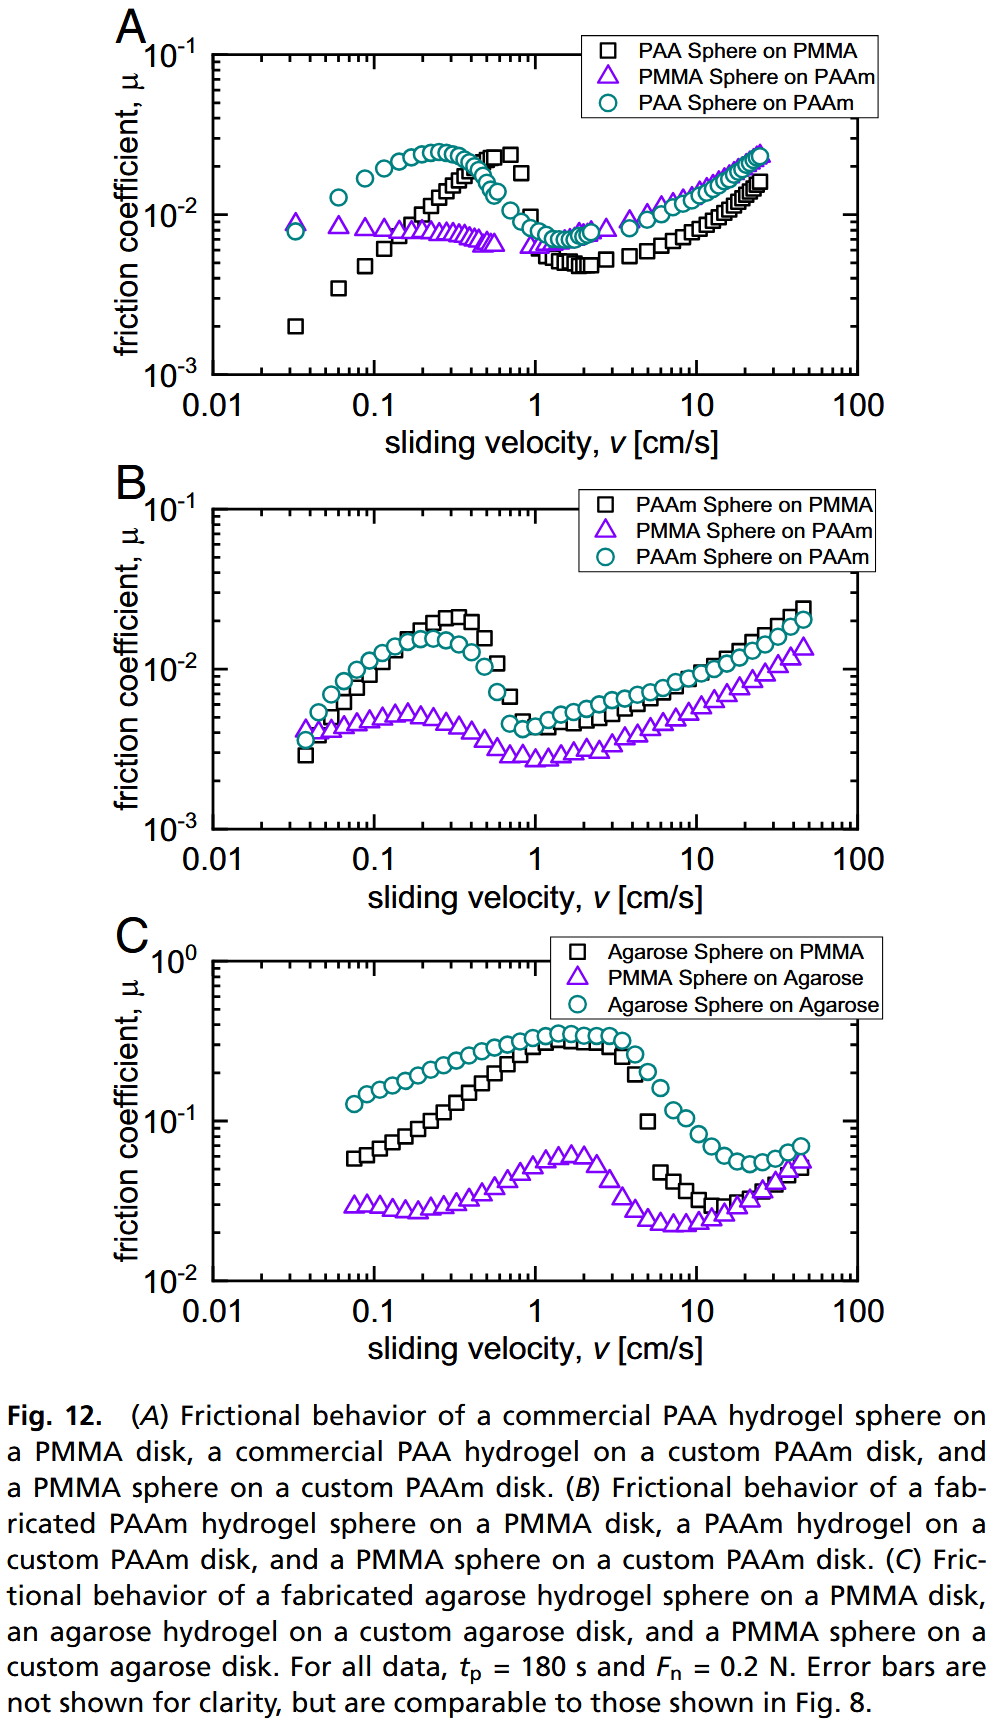 A
10-1
PAA Sphere on PMMA
PMMA Sphere on PAAm
PAA Sphere on PAAm
friction coefficient, μ
10-2
10-3
0.01 0.1 1 10 100
sliding velocity, v [cm/s]
B
10-1
PAAm Sphere on PMMA
PMMA Sphere on PAAm
PAAm Sphere on PAAm
friction coefficient, μ
10-2
10-3
0.01 0.1 1 10 100
sliding velocity, v [cm/s]
C
100
Agarose Sphere on PMMA
PMMA Sphere on Agarose
Agarose Sphere on Agarose
friction coefficient, μ
10-1
10-2
0.01 0.1 1 10 100
sliding velocity, v [cm/s]
Fig. 12. (A) Frictional behavior of a commercial PAA hydrogel sphere on
a PMMA disk, a commercial PAA hydrogel on a custom PAAm disk, and
a PMMA sphere on a custom PAAm disk. (B) Frictional behavior of a fab-
ricated PAAm hydrogel sphere on a PMMA disk, a PAAm hydrogel on a
custom PAAm disk, and a PMMA sphere on a custom PAAm disk. (C) Fric-
tional behavior of a fabricated agarose hydrogel sphere on a PMMA disk,
an agarose hydrogel on a custom agarose disk, and a PMMA sphere on a
custom agarose disk. For all data, tp = 180 s and Fn = 0.2 N. Error bars are
not shown for clarity, but are comparable to those shown in Fig. 8.